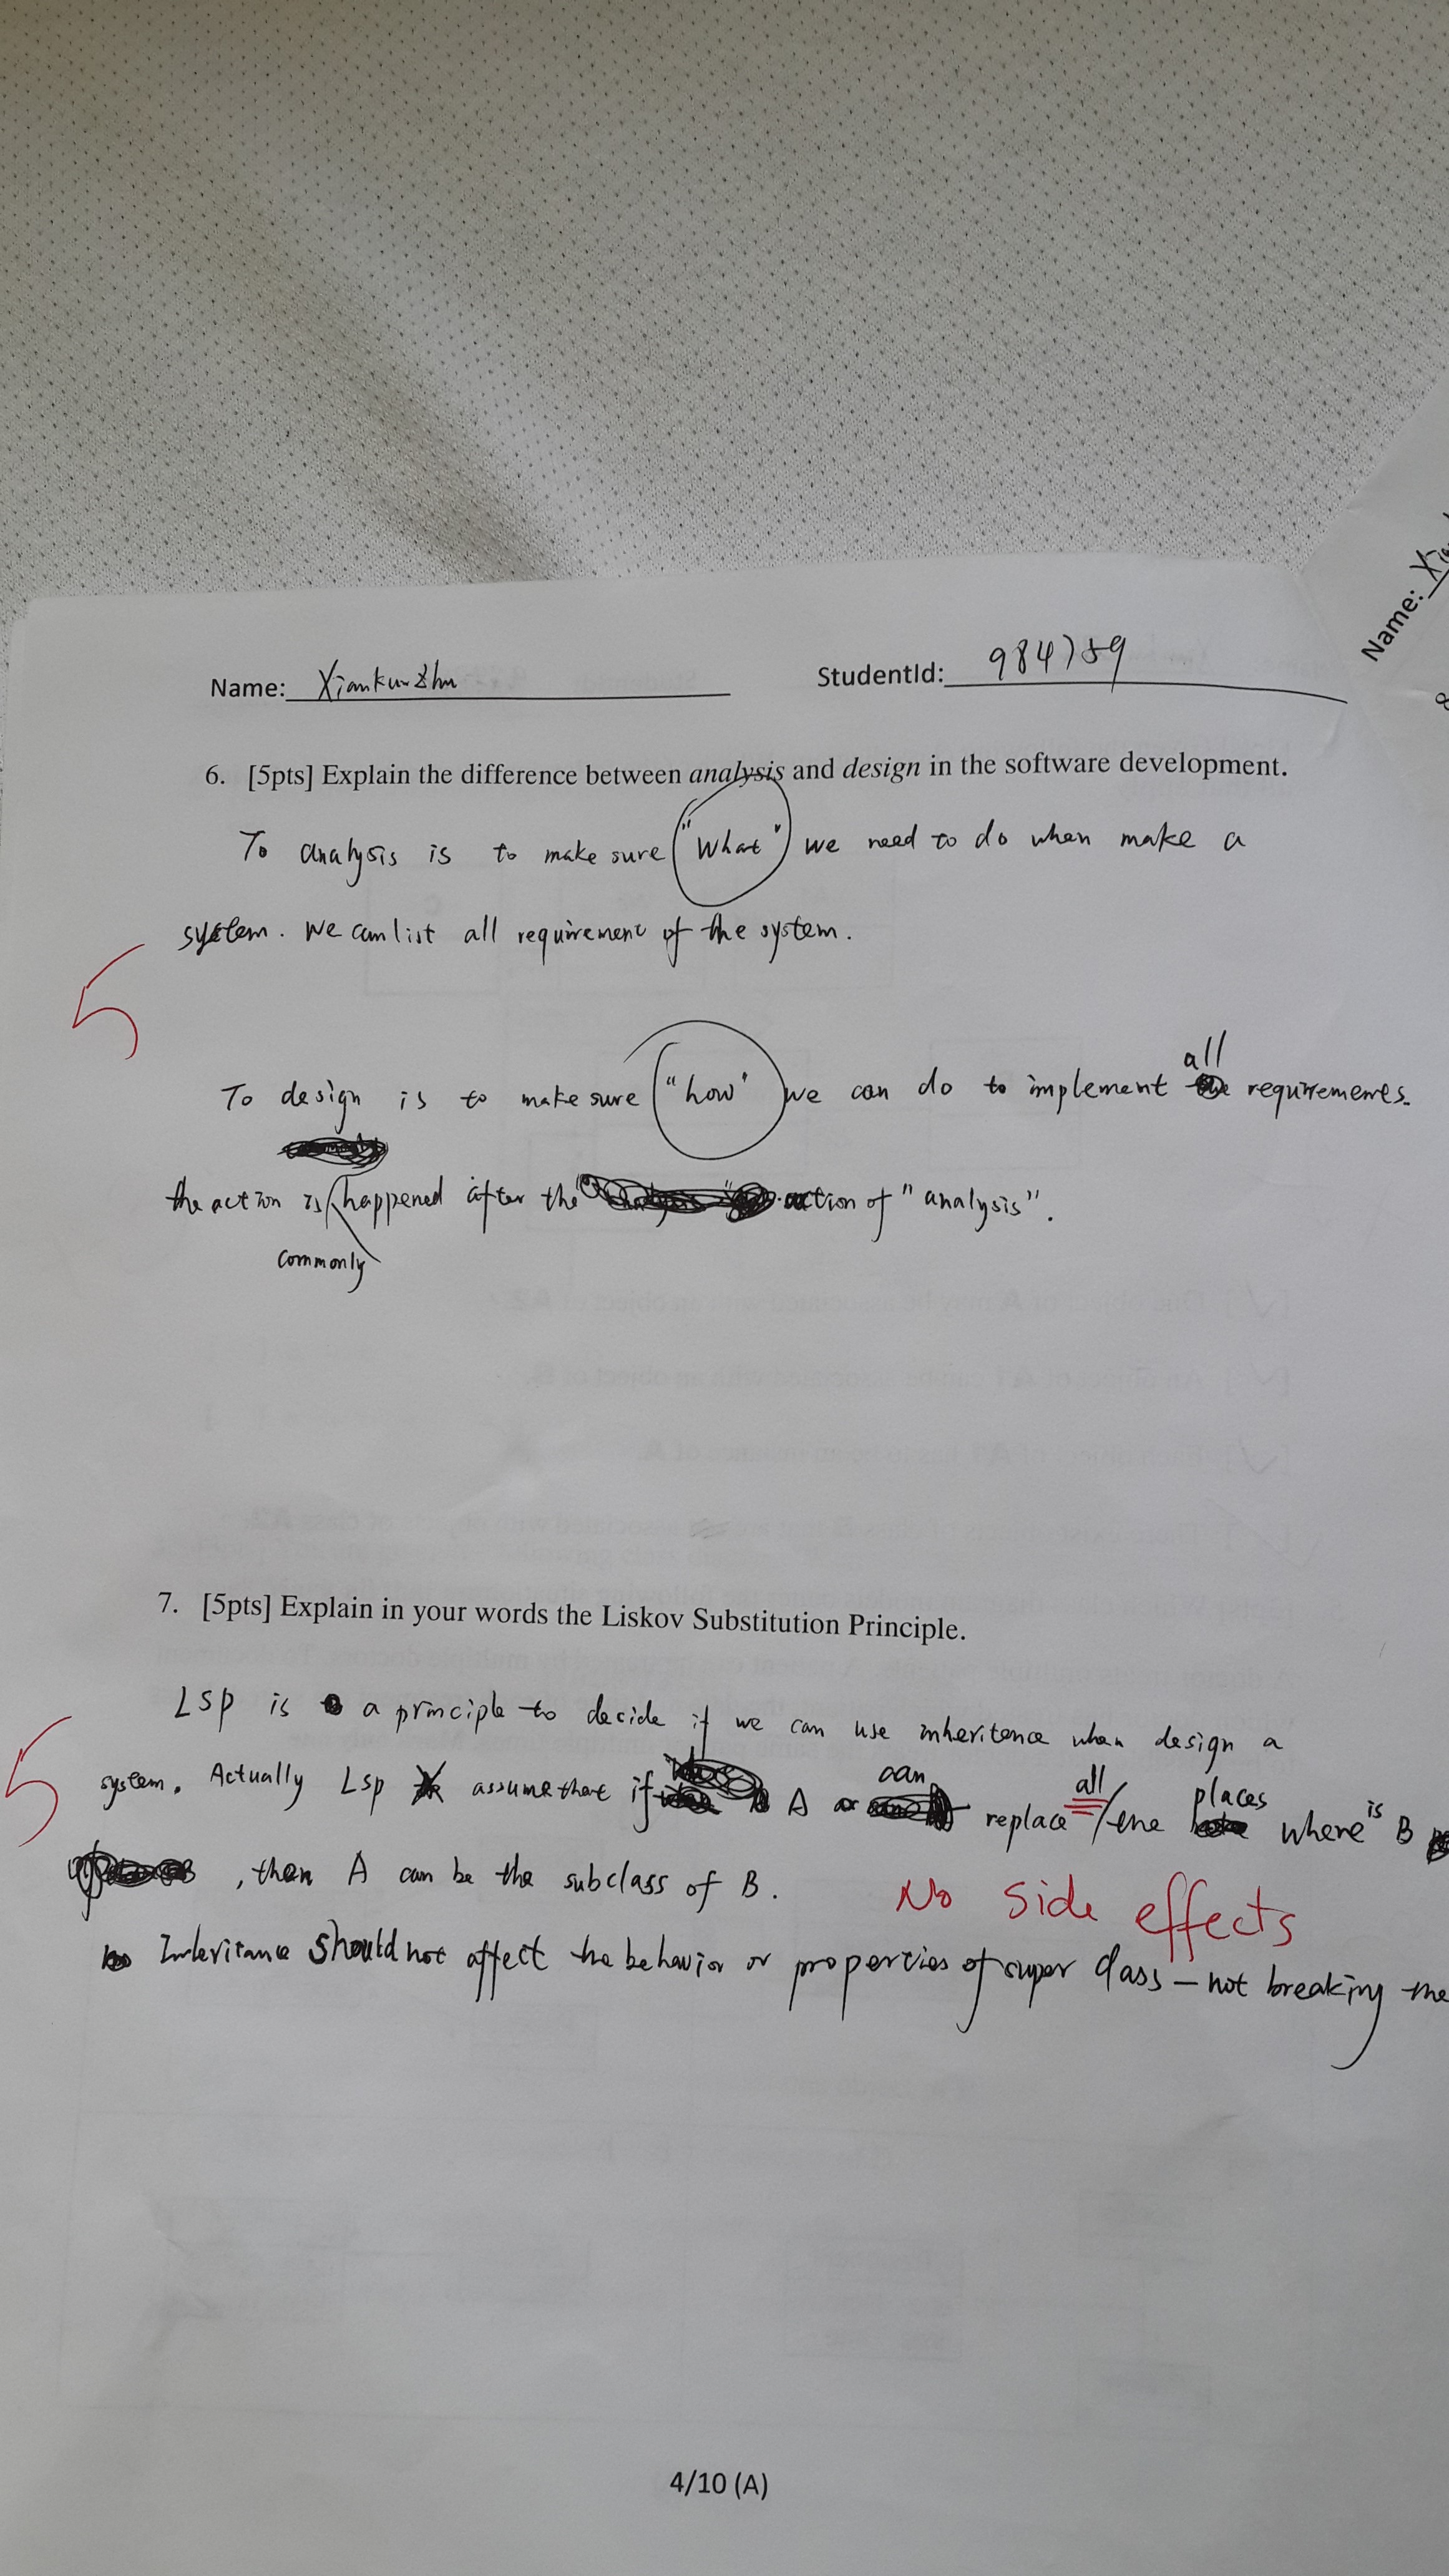 Name: Xiankun Zhu StudentId: 984759
Name: Xia
6. [5pts] Explain the difference between analysis and design in the software development.
To analysis is to make sure "what" we need to do when make a
system. We can list all requirement of the system.
5
all
To design is to make sure "how" we can do to implement requirements.
the action is happened after the action of "analysis".
commonly
7. [5pts] Explain in your words the Liskov Substitution Principle.
Lsp is a principle to decide if we can use inheritence when design a
5
can all places is
system. Actually Lsp assume that if A replace / the where B
, then A can be the subclass of B.
No side effects
Inheritance should not affect the behavior or properties of super class – not breaking the
4/10 (A)